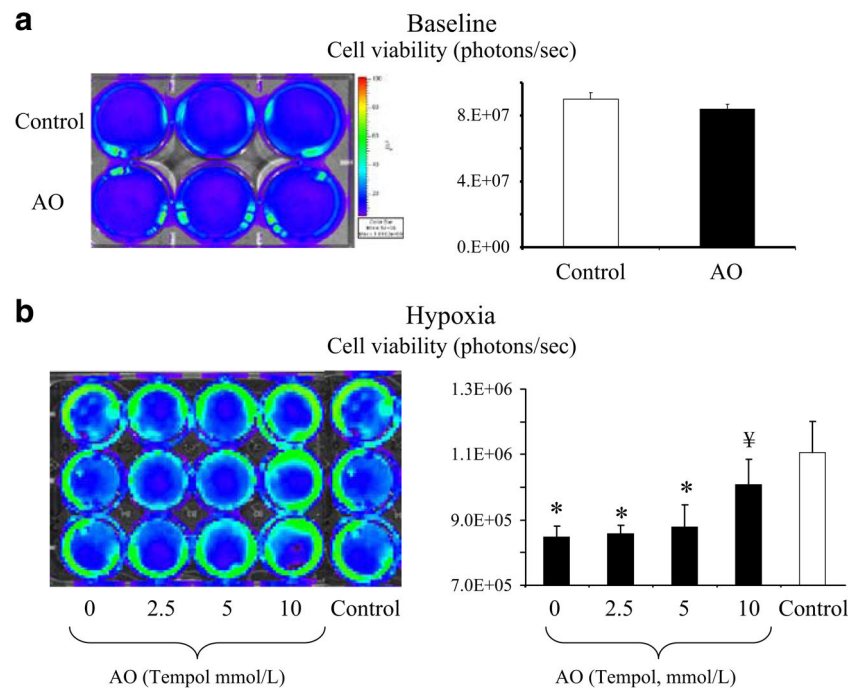 a
Baseline
Cell viability (photons/sec)
Control
AO
8.E+07
4.E+07
0.E+00
Control
AO
b
Hypoxia
Cell viability (photons/sec)
1.3E+06
1.1E+06
9.0E+05
7.0E+05
*
*
*
¥
0
2.5
5
10
Control
AO (Tempol mmol/L)
0
2.5
5
10
Control
AO (Tempol, mmol/L)